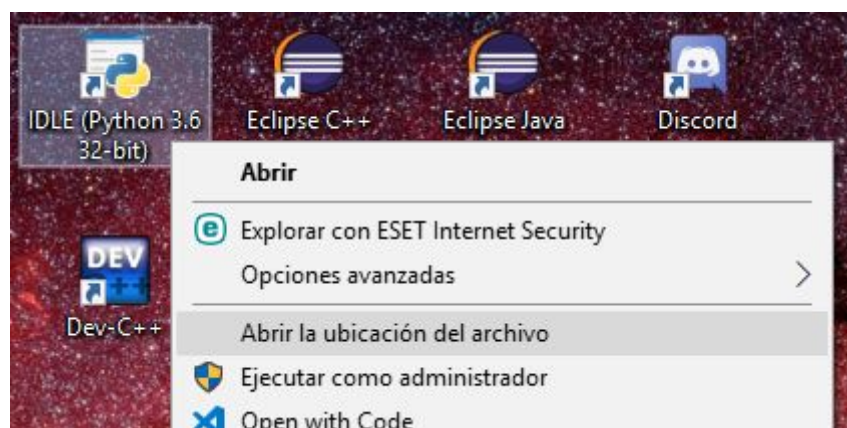 IDLE (Python 3.6
32-bit)
Eclipse C++
Eclipse Java
Discord
DEV
C++
Dev-C++
Abrir
Explorar con ESET Internet Security
Opciones avanzadas
Abrir la ubicación del archivo
Ejecutar como administrador
Open with Code